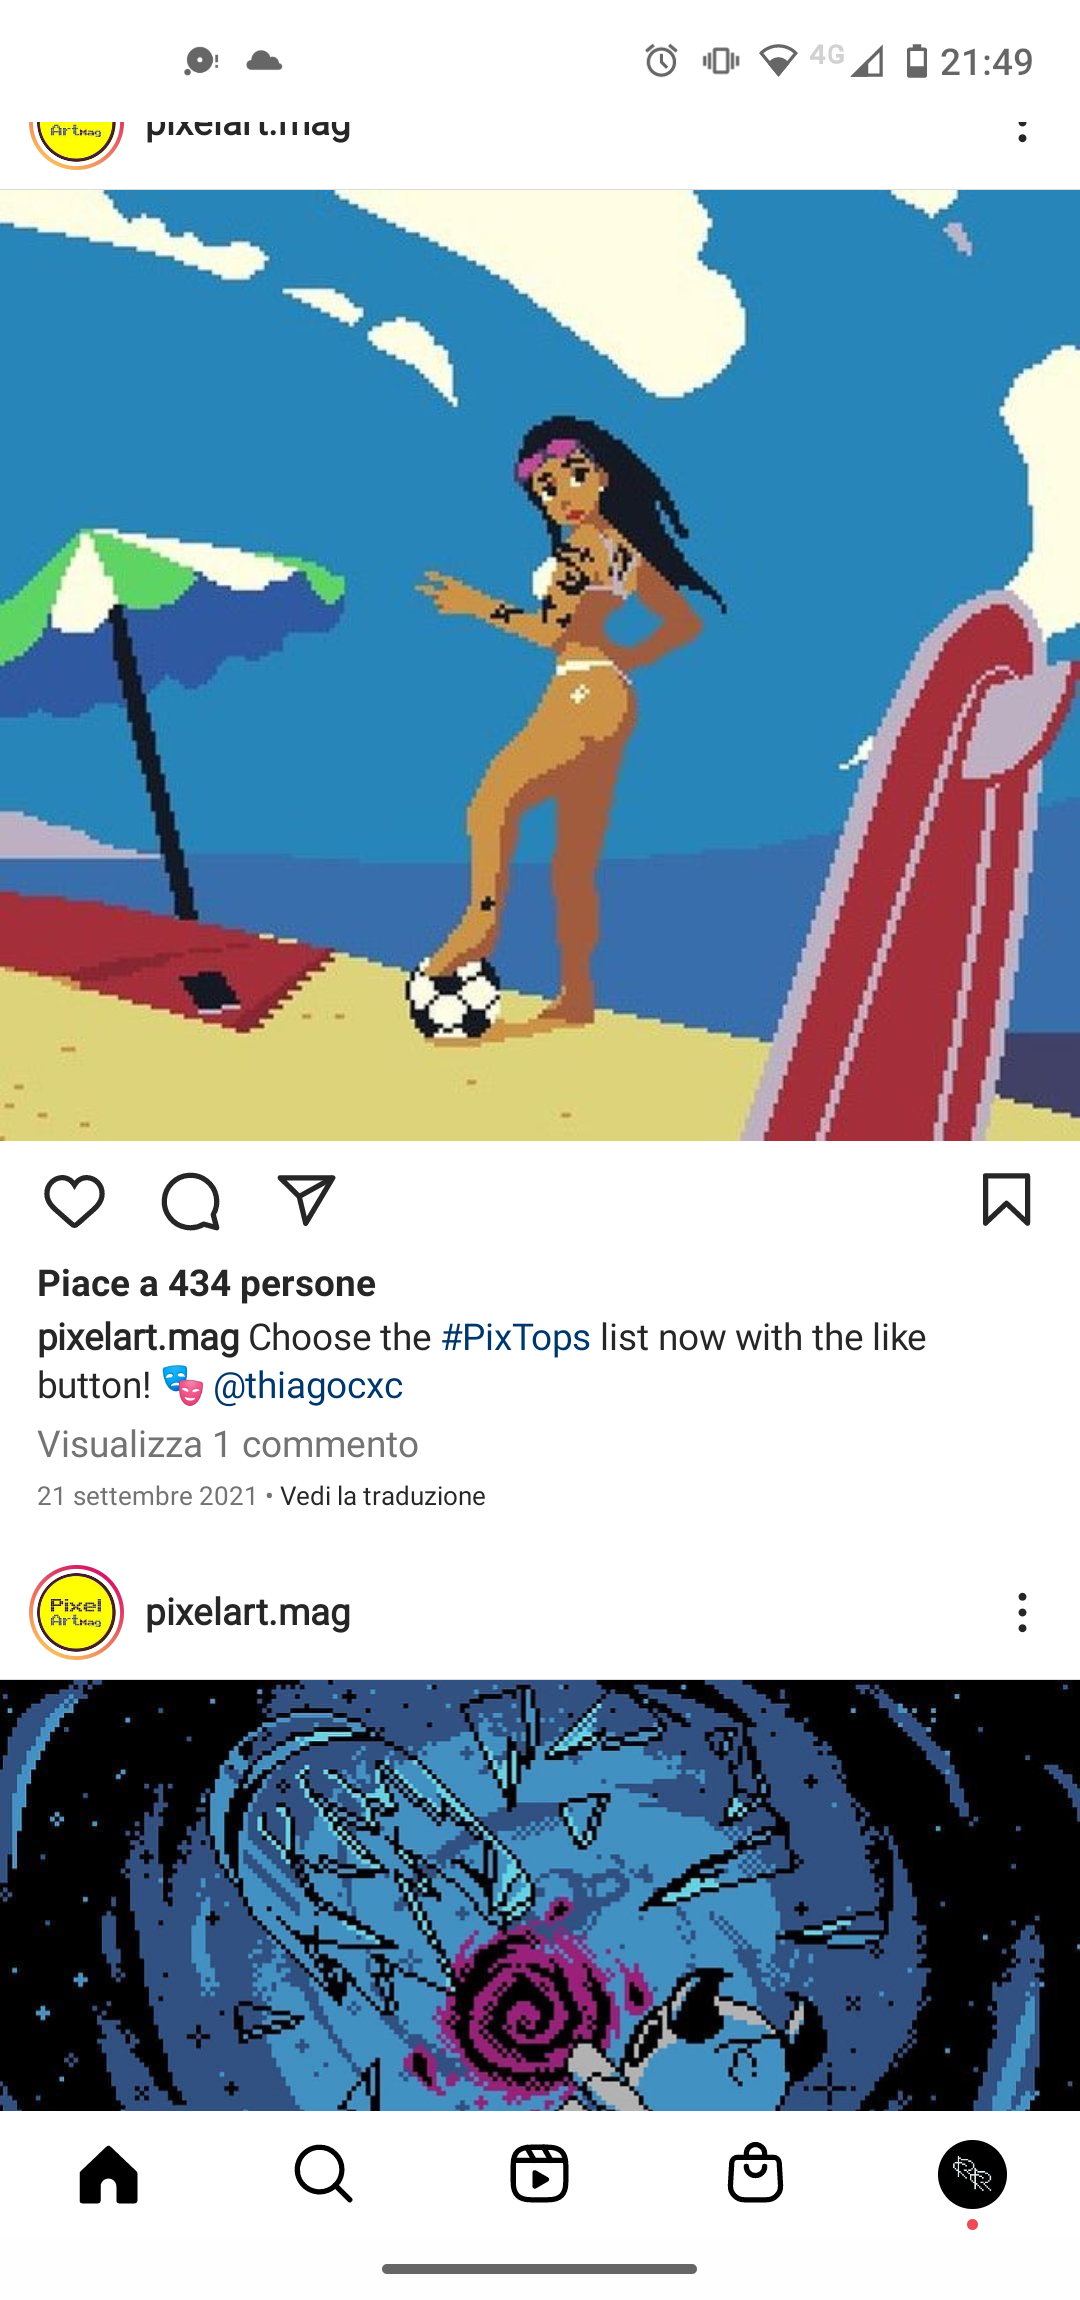 4G 21:49
ArtMag pixelart.mag
Piace a 434 persone
pixelart.mag Choose the #PixTops list now with the like
button! 🎭 @thiagocxc
Visualizza 1 commento
21 settembre 2021 • Vedi la traduzione
Pixel
ArtMag
pixelart.mag